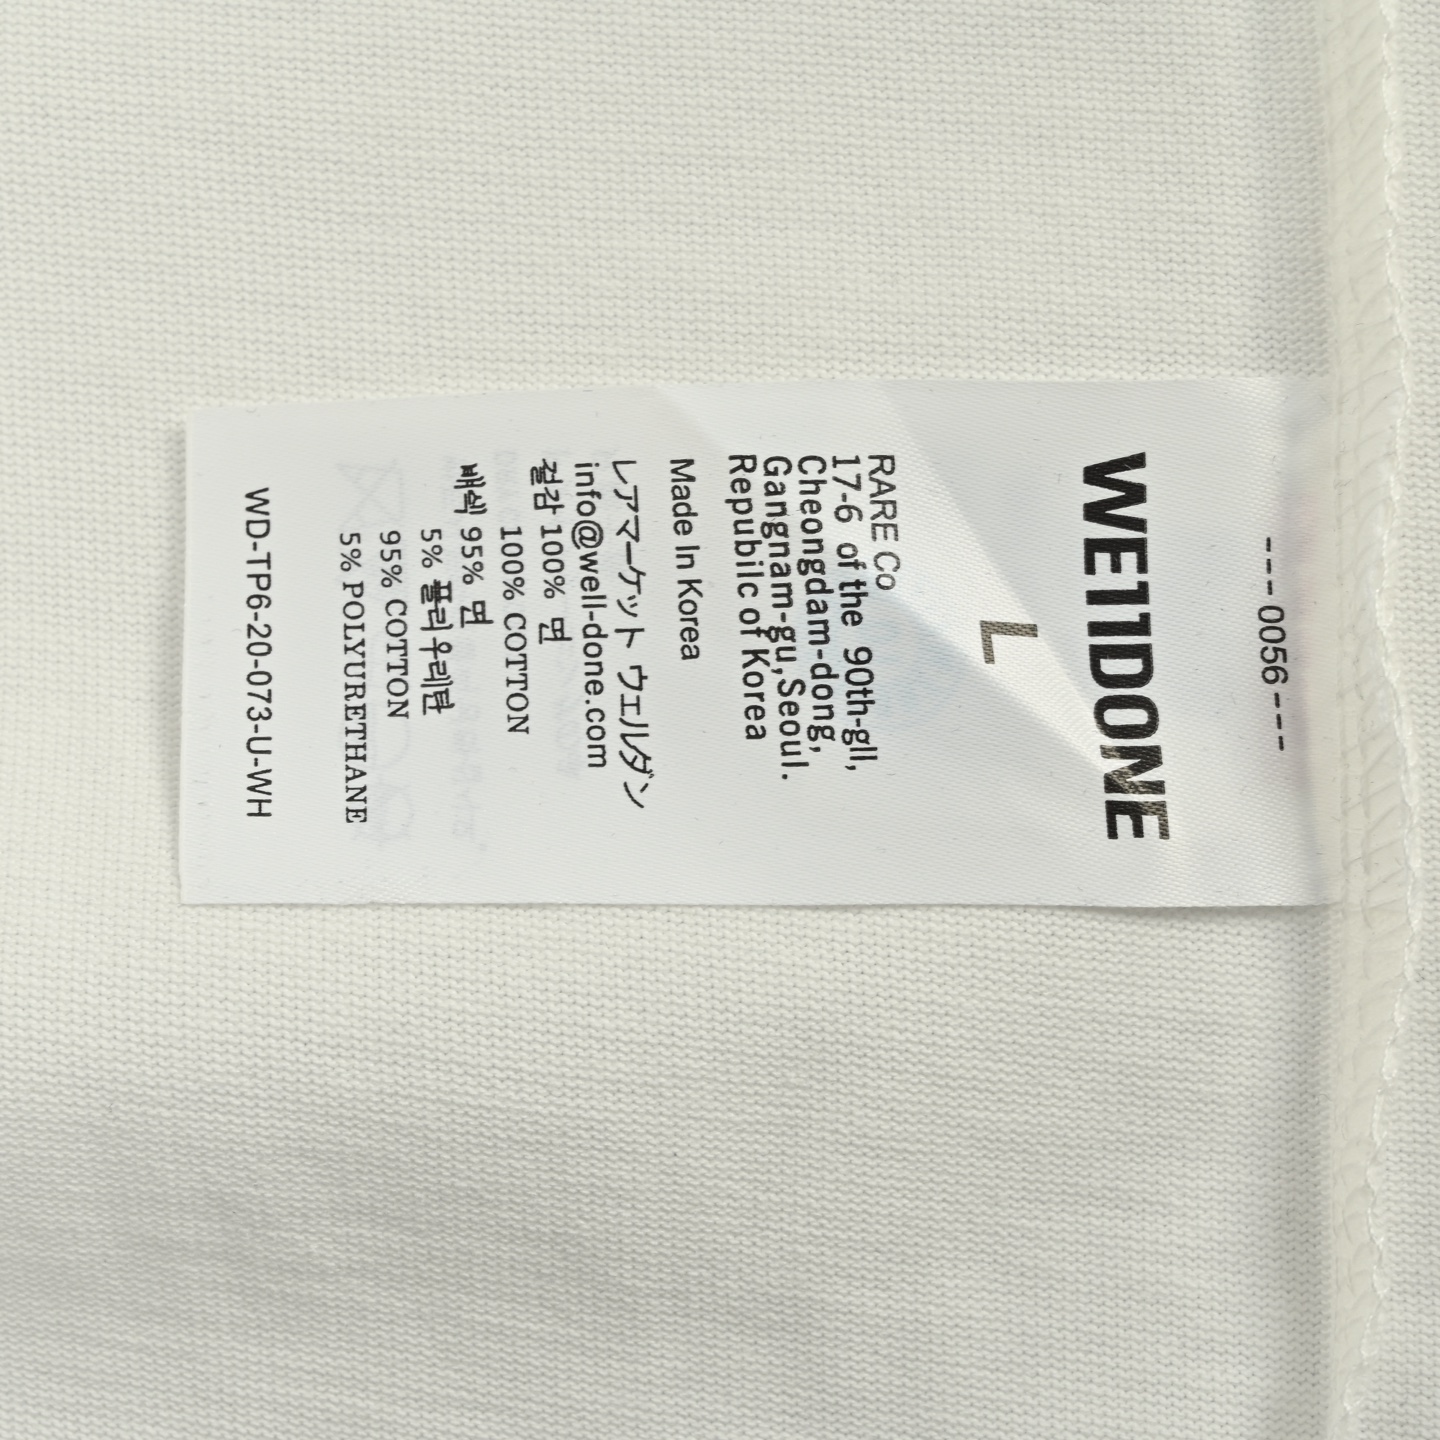 ---0056---
WE11DONE
L
RARE Co
17-6 of the 90th-gil,
Cheongdam-dong,
Gangnam-gu,Seoul.
Republic of Korea
Made In Korea
レアマーケット ウェルダン
info@well-done.com
겉감 100% 면
100% COTTON
배색 95% 면
5% 폴리우레탄
95% COTTON
5% POLYURETHANE
WD-TP6-20-073-U-WH